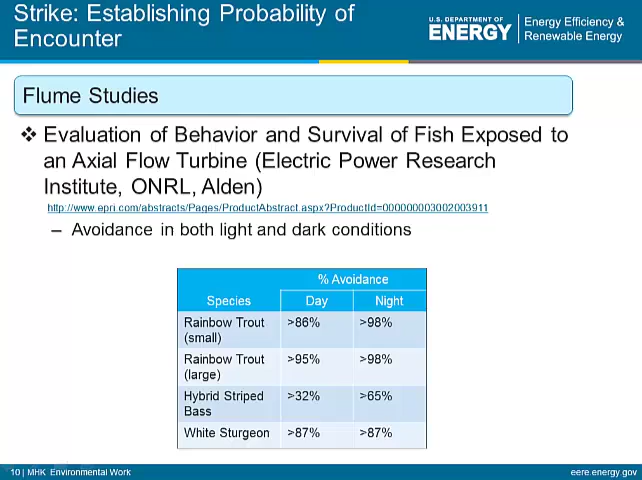 Strike: Establishing Probability of
Encounter
U.S. DEPARTMENT OF
ENERGY
Energy Efficiency &
Renewable Energy
Flume Studies
❖ Evaluation of Behavior and Survival of Fish Exposed to
an Axial Flow Turbine (Electric Power Research
Institute, ONRL, Alden)
http://www.epri.com/abstracts/Pages/ProductAbstract.aspx?ProductId=000000003002003911
– Avoidance in both light and dark conditions
% Avoidance
Species Day Night
Rainbow Trout >86% >98%
(small)
Rainbow Trout >95% >98%
(large)
Hybrid Striped >32% >65%
Bass
White Sturgeon >87% >87%
10 | MHK Environmental Work
eere.energy.gov